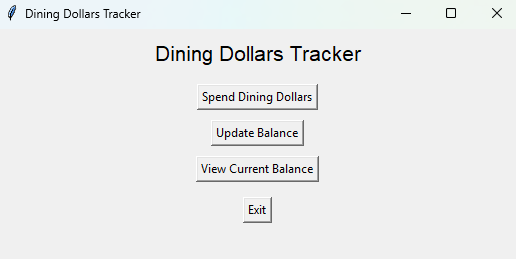 Dining Dollars Tracker
Dining Dollars Tracker
Spend Dining Dollars
Update Balance
View Current Balance
Exit